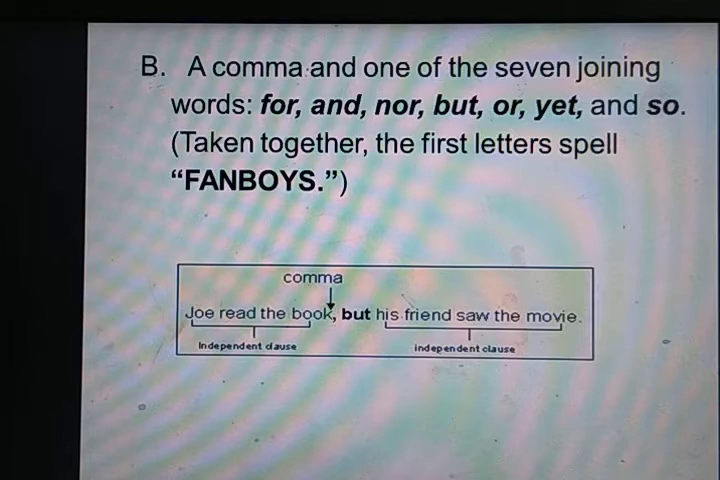 B. A comma and one of the seven joining
words: for, and, nor, but, or, yet, and so.
(Taken together, the first letters spell
“FANBOYS.”)
comma
Joe read the book, but his friend saw the movie.
Independent clause
independent clause